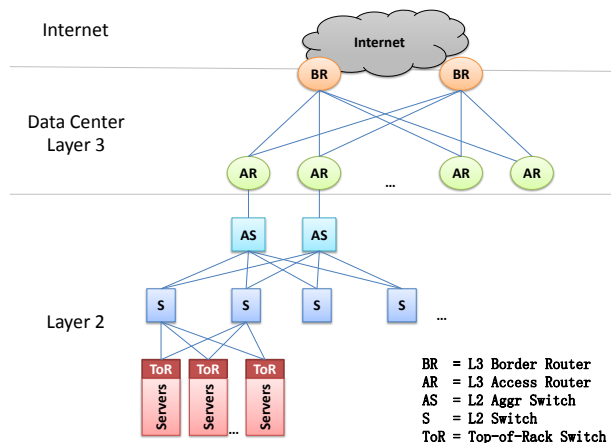 Internet
Internet
BR BR
Data Center
Layer 3
AR AR ... AR AR
AS AS
S S S S ...
Layer 2
ToR ToR ToR
Servers Servers ... Servers
BR = L3 Border Router
AR = L3 Access Router
AS = L2 Aggr Switch
S = L2 Switch
ToR = Top-of-Rack Switch